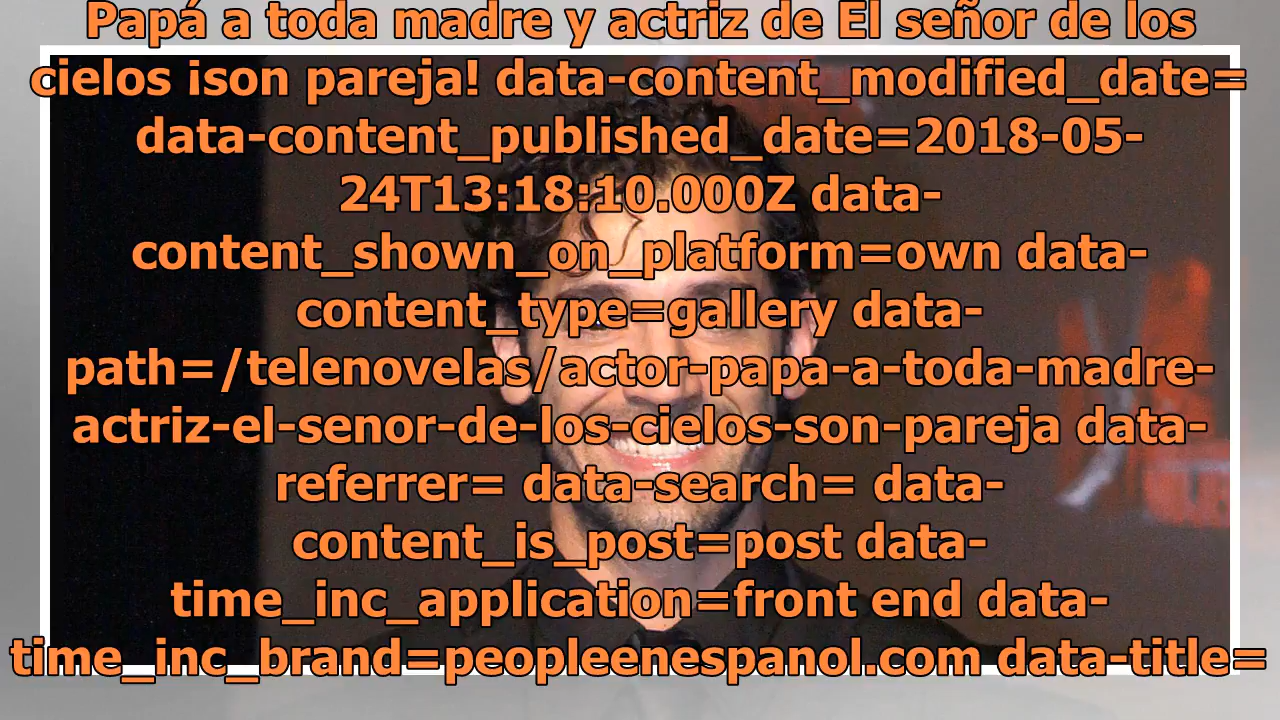 Papá a toda madre y actriz de El señor de los
cielos ison pareja! data-content_modified_date=
data-content_published_date=2018-05-
24T13:18:10.000Z data-
content_shown_on_platform=own data-
content_type=gallery data-
path=/telenovelas/actor-papa-a-toda-madre-
actriz-el-senor-de-los-cielos-son-pareja data-
referrer= data-search= data-
content_is_post=post data-
time_inc_application=front end data-
time_inc_brand=peopleenespanol.com data-title=